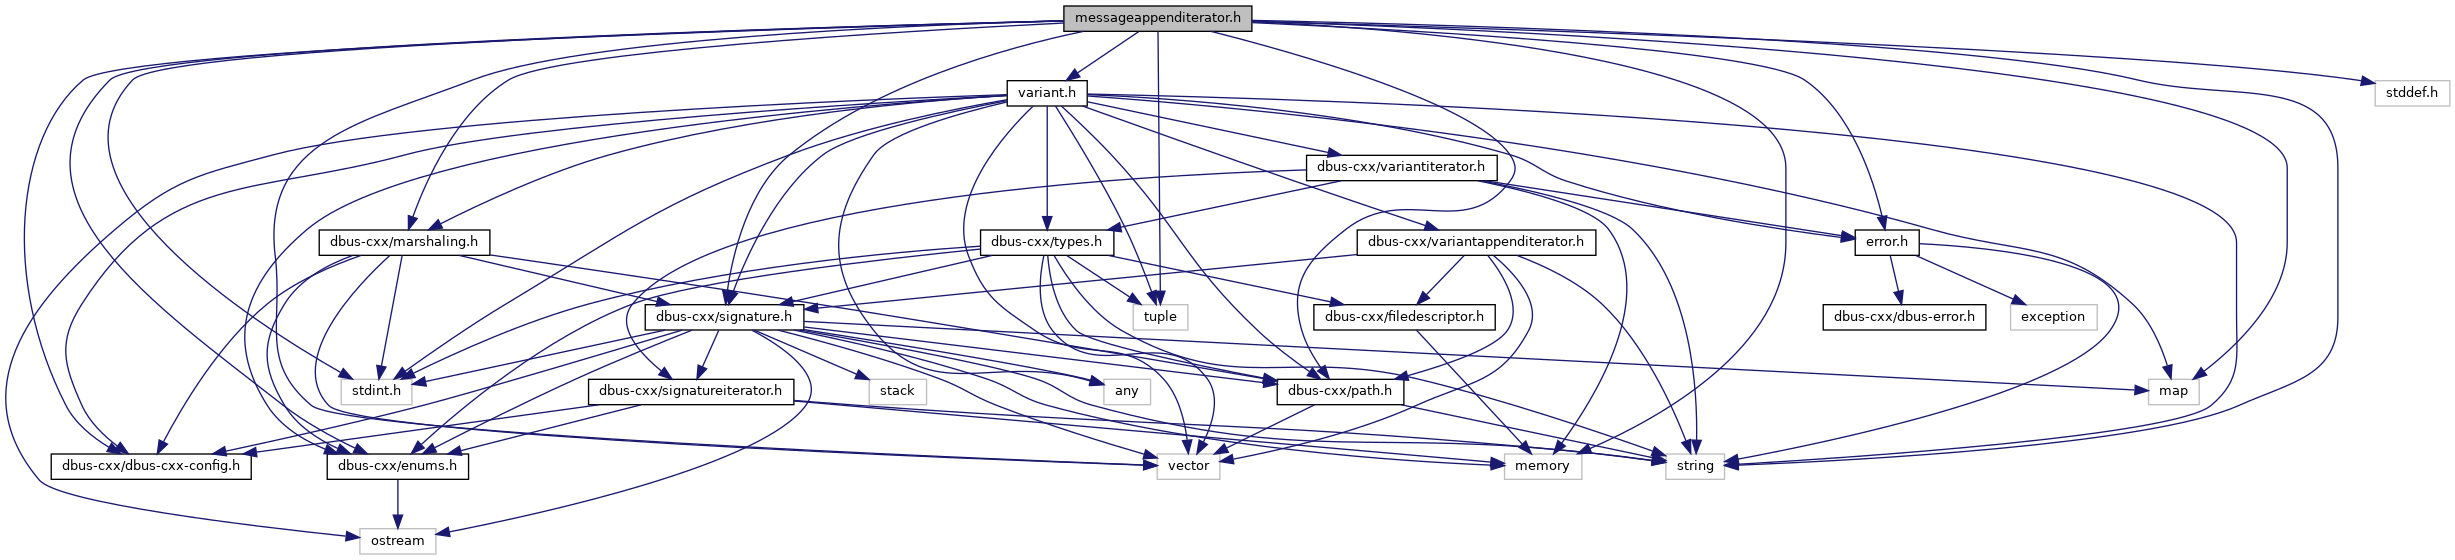 messageappenditerator.h
stddef.h
variant.h
dbus-cxx/variantiterator.h
dbus-cxx/marshaling.h
dbus-cxx/types.h
dbus-cxx/variantappenditerator.h
error.h
dbus-cxx/signature.h
tuple
dbus-cxx/filedescriptor.h
dbus-cxx/dbus-error.h
exception
stdint.h
dbus-cxx/signatureiterator.h
stack
any
dbus-cxx/path.h
map
dbus-cxx/dbus-cxx-config.h
dbus-cxx/enums.h
vector
memory
string
ostream